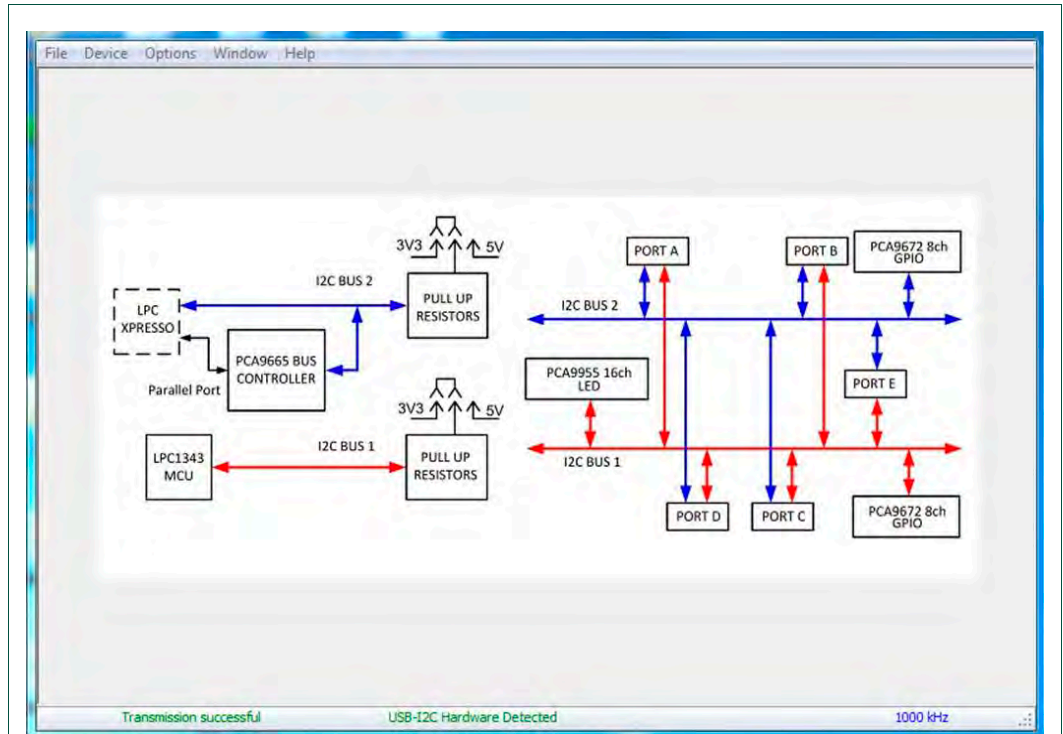 File Device Options Window Help
3V3 5V
I2C BUS 2
PULL UP
RESISTORS
LPC
XPRESSO
PCA9665 BUS
CONTROLLER
Parallel Port
3V3 5V
I2C BUS 1
LPC1343
MCU
PULL UP
RESISTORS
PORT A
PORT B
PCA9672 8ch
GPIO
I2C BUS 2
PCA9955 16ch
LED
PORT E
I2C BUS 1
PORT D
PORT C
PCA9672 8ch
GPIO
Transmission successful USB-I2C Hardware Detected 1000 kHz